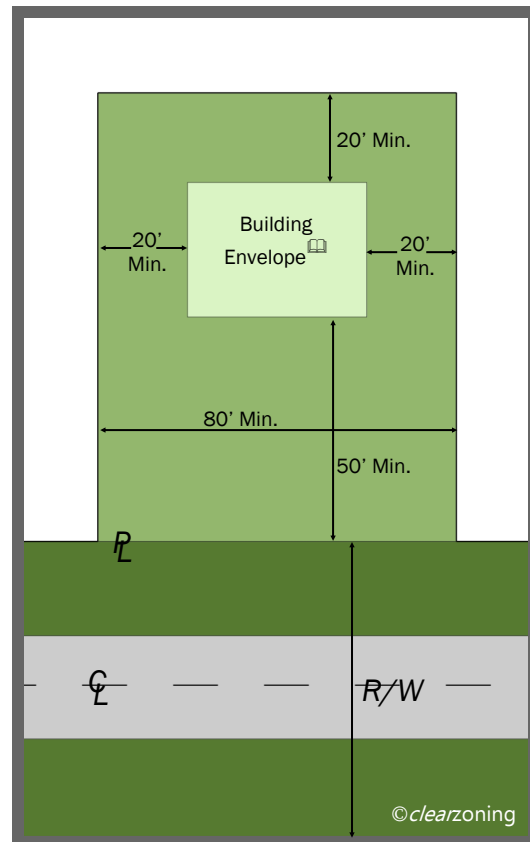 20’ Min.
Building
Envelope
20’
Min.
20’
Min.
80’ Min.
50’ Min.
PL
CL
R/W
©clearzoning